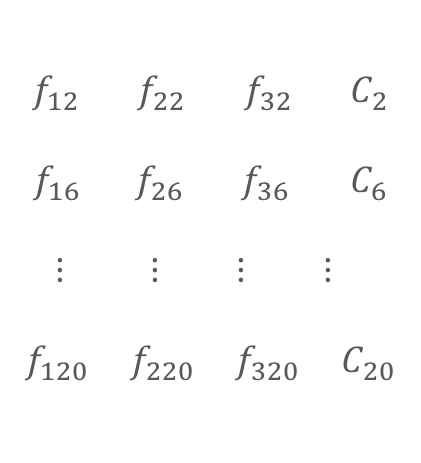 f₁₂ f₂₂ f₃₂ C₂
f₁₆ f₂₆ f₃₆ C₆
⋮ ⋮ ⋮ ⋮
f₁₂₀ f₂₂₀ f₃₂₀ C₂₀